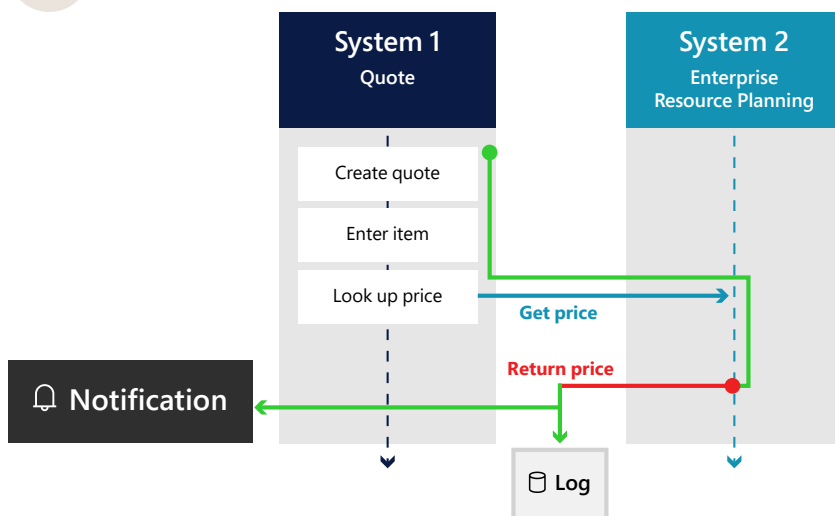 System 1
Quote
System 2
Enterprise
Resource Planning
Create quote
Enter item
Look up price
Get price
Return price
Notification
Log